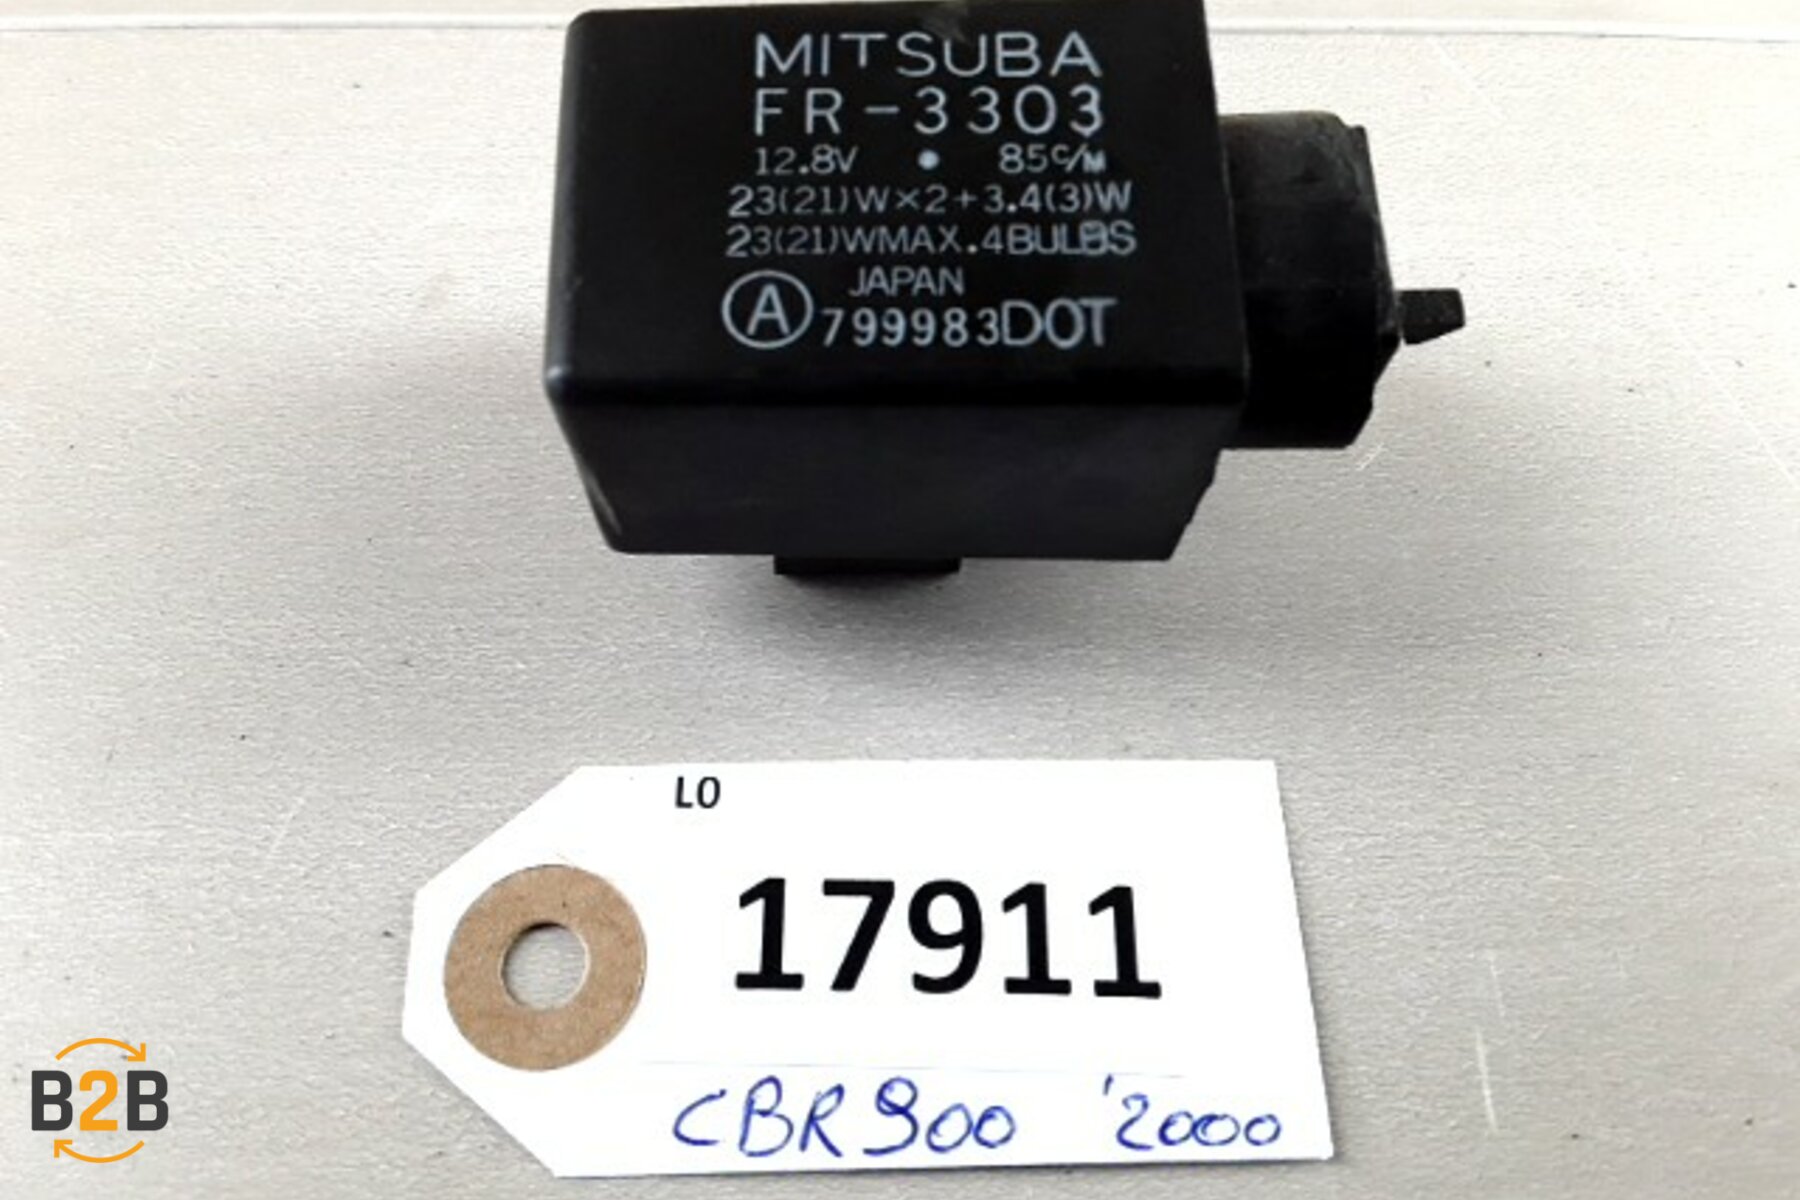 MITSUBA
FR-3303
12.8V • 85c/M
23(21)W×2+3.4(3)W
23(21)WMAX.4BULBS
JAPAN
A 799983DOT
L0
17911
CBR900 '2000
B2B